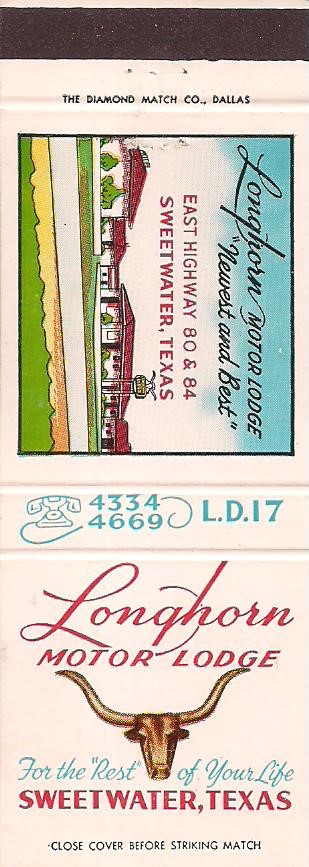 THE DIAMOND MATCH CO., DALLAS
Longhorn MOTOR LODGE
"Newest and Best"
EAST HIGHWAY 80 & 84
SWEETWATER, TEXAS
4334
4669
L.D.17
Longhorn
MOTOR LODGE
For the "Rest" of Your Life
SWEETWATER, TEXAS
CLOSE COVER BEFORE STRIKING MATCH